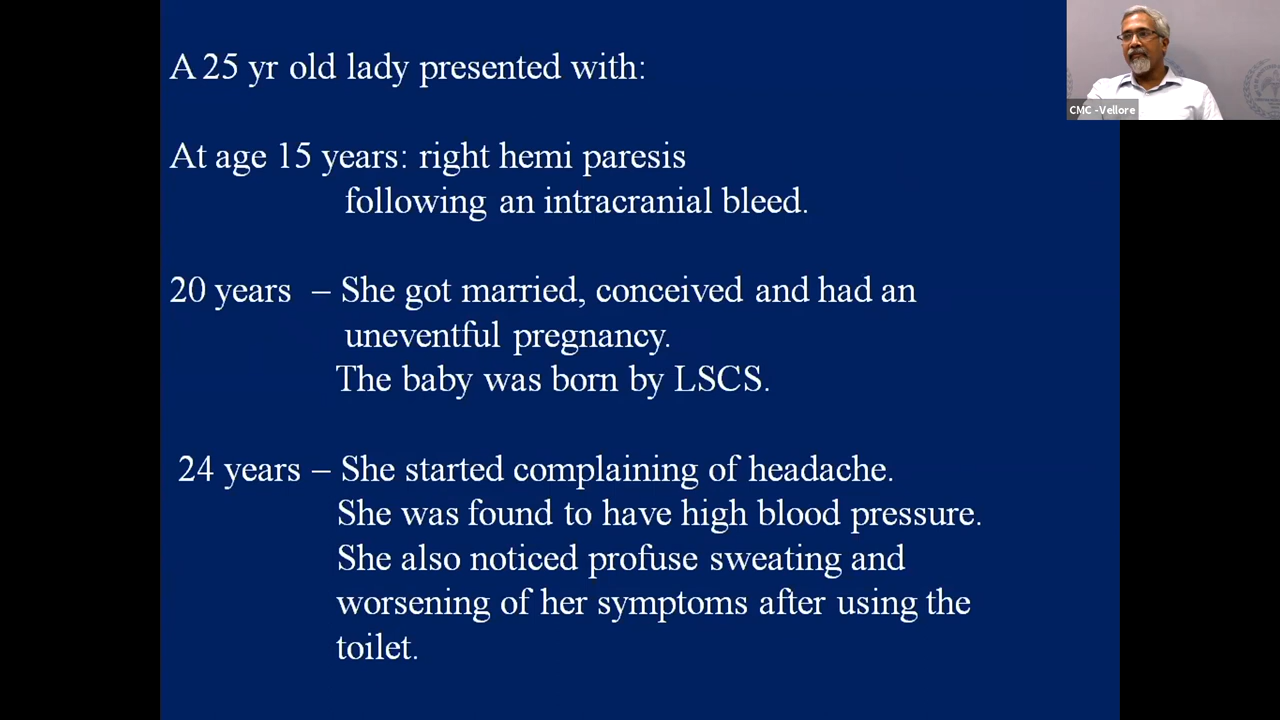 A 25 yr old lady presented with:
At age 15 years: right hemi paresis
following an intracranial bleed.
20 years – She got married, conceived and had an
uneventful pregnancy.
The baby was born by LSCS.
24 years – She started complaining of headache.
She was found to have high blood pressure.
She also noticed profuse sweating and
worsening of her symptoms after using the
toilet.
CMC -Vellore